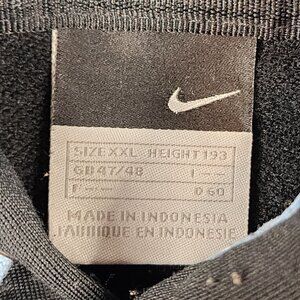 SIZE XXL HEIGHT 193
GB 47/48 I ----
F ---- D 60
MADE IN INDONESIA
FABRIQUE EN INDONESIE